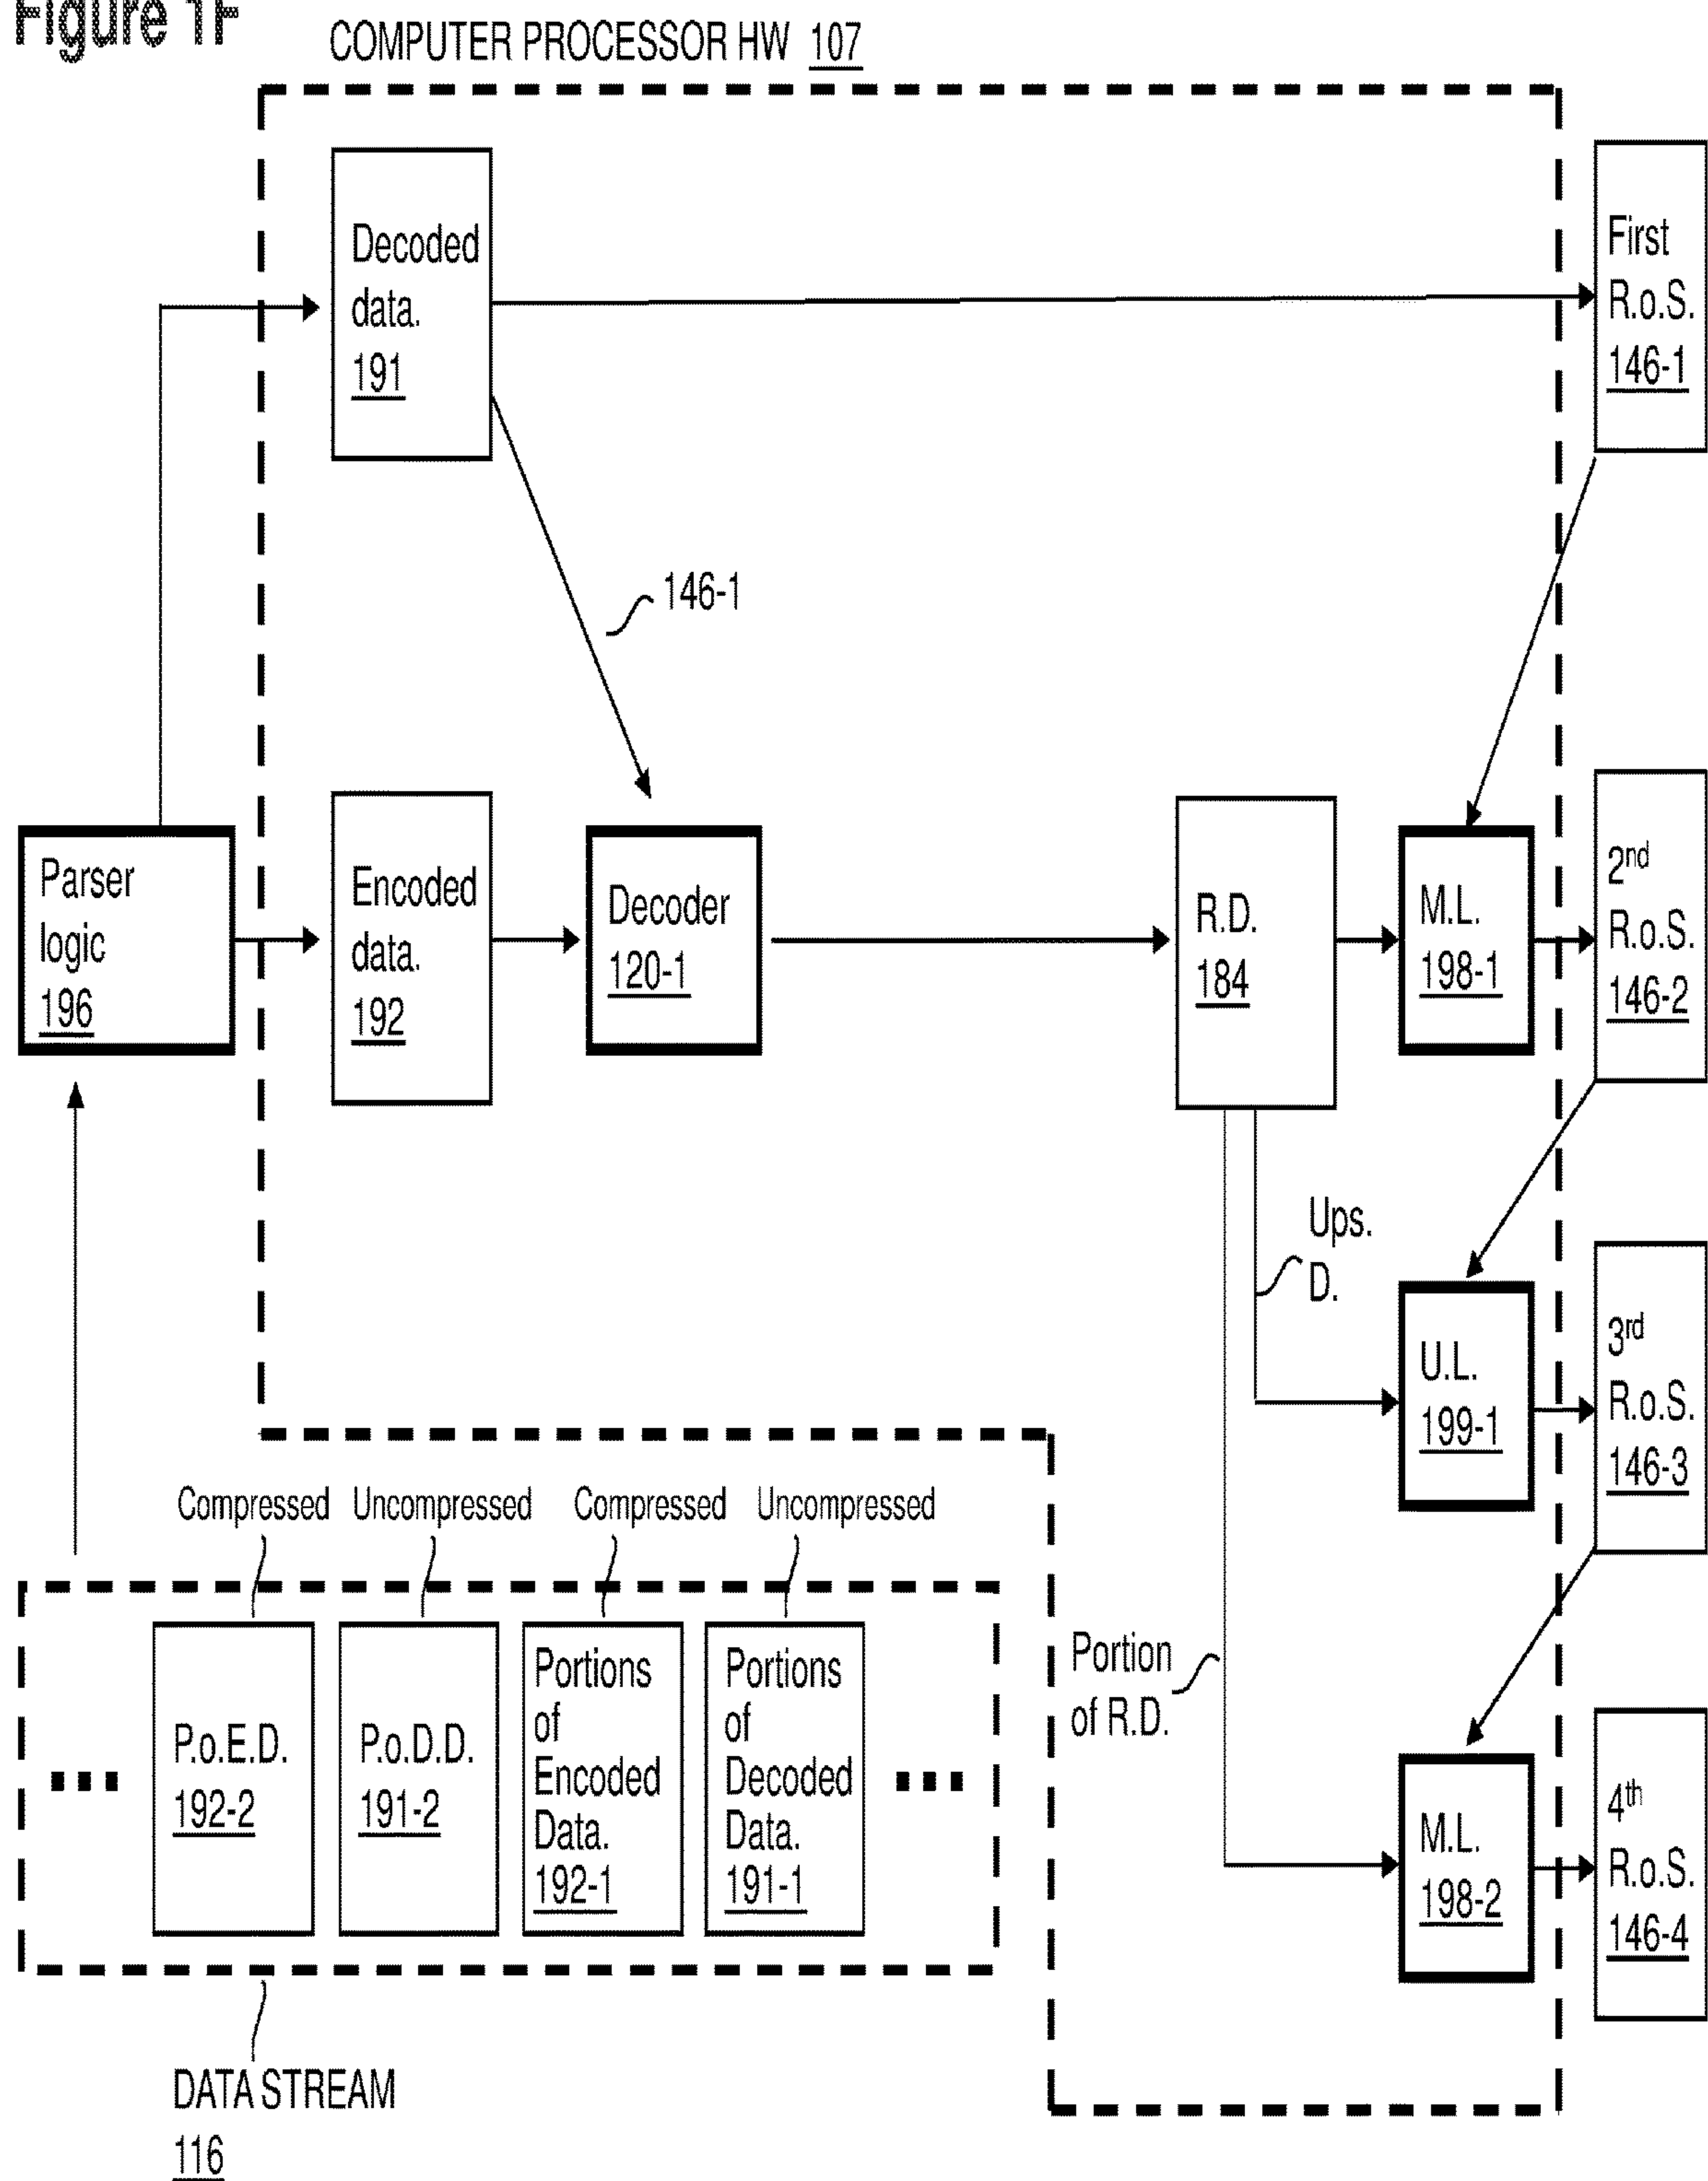 Figure 1F
COMPUTER PROCESSOR HW 107
Decoded
data.
191
First
R.o.S.
146-1
146-1
Parser
logic
196
Encoded
data.
192
Decoder
120-1
R.D.
184
M.L.
198-1
2nd
R.o.S.
146-2
Ups.
D.
U.L.
199-1
3rd
R.o.S.
146-3
Compressed
Uncompressed
Compressed
Uncompressed
P.o.E.D.
192-2
P.o.D.D.
191-2
Portions
of
Encoded
Data.
192-1
Portions
of
Decoded
Data.
191-1
Portion
of R.D.
M.L.
198-2
4th
R.o.S.
146-4
DATA STREAM
116